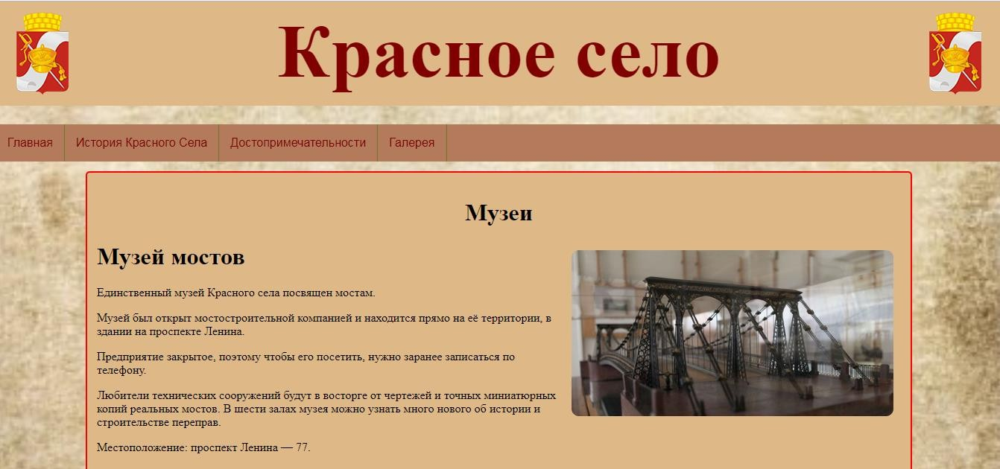 Красное село
Главная
История Красного Села
Достопримечательности
Галерея
Музеи
Музей мостов
Единственный музей Красного села посвящен мостам.
Музей был открыт мостостроительной компанией и находится прямо на её территории, в
здании на проспекте Ленина.
Предприятие закрытое, поэтому чтобы его посетить, нужно заранее записаться по
телефону.
Любители технических сооружений будут в восторге от чертежей и точных миниатюрных
копий реальных мостов. В шести залах музея можно узнать много нового об истории и
строительстве переправ.
Местоположение: проспект Ленина — 77.